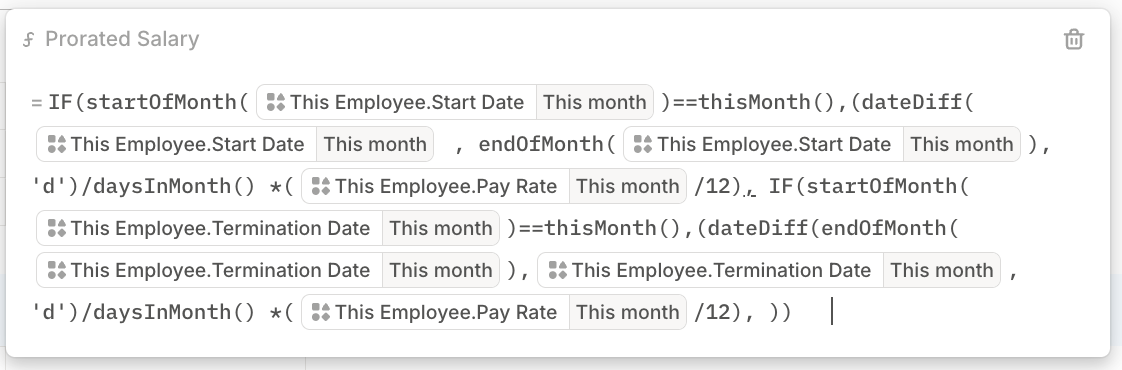 Prorated Salary
= IF(startOfMonth( This Employee.Start Date This month )==thisMonth(),(dateDiff(
This Employee.Start Date This month , endOfMonth( This Employee.Start Date This month ),
'd')/daysInMonth() *( This Employee.Pay Rate This month /12), IF(startOfMonth(
This Employee.Termination Date This month )==thisMonth(),(dateDiff(endOfMonth(
This Employee.Termination Date This month ), This Employee.Termination Date This month ,
'd')/daysInMonth() *( This Employee.Pay Rate This month /12), ))